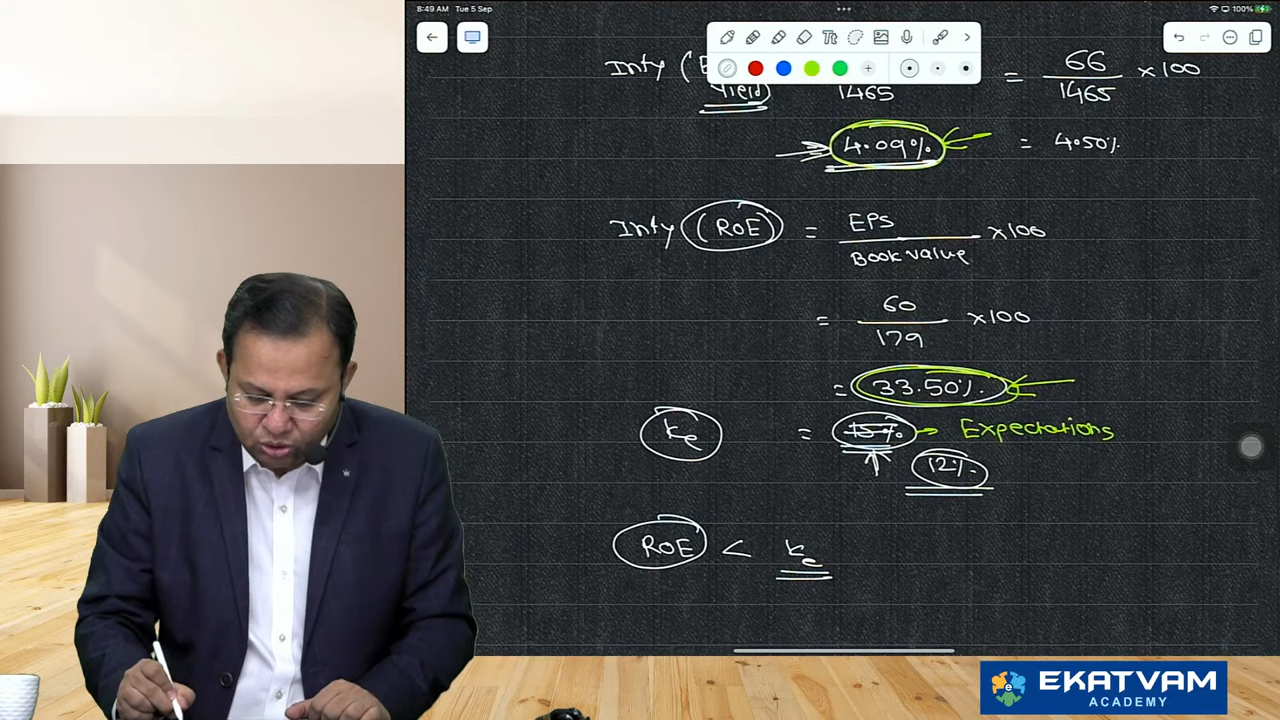 8:49 AM Tue 5 Sep
100%
Infy ( = 66 × 100
Yield) 1465 1465
4.09% = 4.50%
Infy (ROE) = EPS × 100
Book value
= 60 × 100
179
= 33.50%
ke = 15% → Expectations
12%
ROE < ke
EKATVAM
ACADEMY